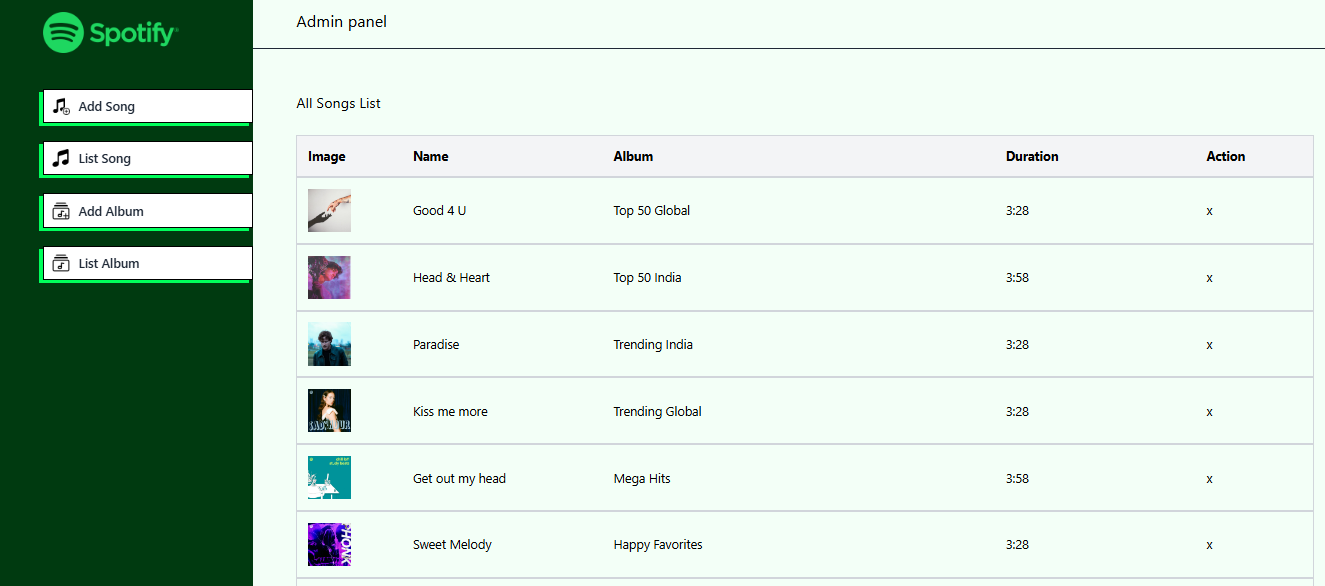 Spotify
Admin panel
Add Song
List Song
Add Album
List Album
All Songs List
Image Name Album Duration Action
Good 4 U Top 50 Global 3:28 x
Head & Heart Top 50 India 3:58 x
Paradise Trending India 3:28 x
Kiss me more Trending Global 3:28 x
SAD HOUR
Get out my head Mega Hits 3:58 x
Sweet Melody Happy Favorites 3:28 x